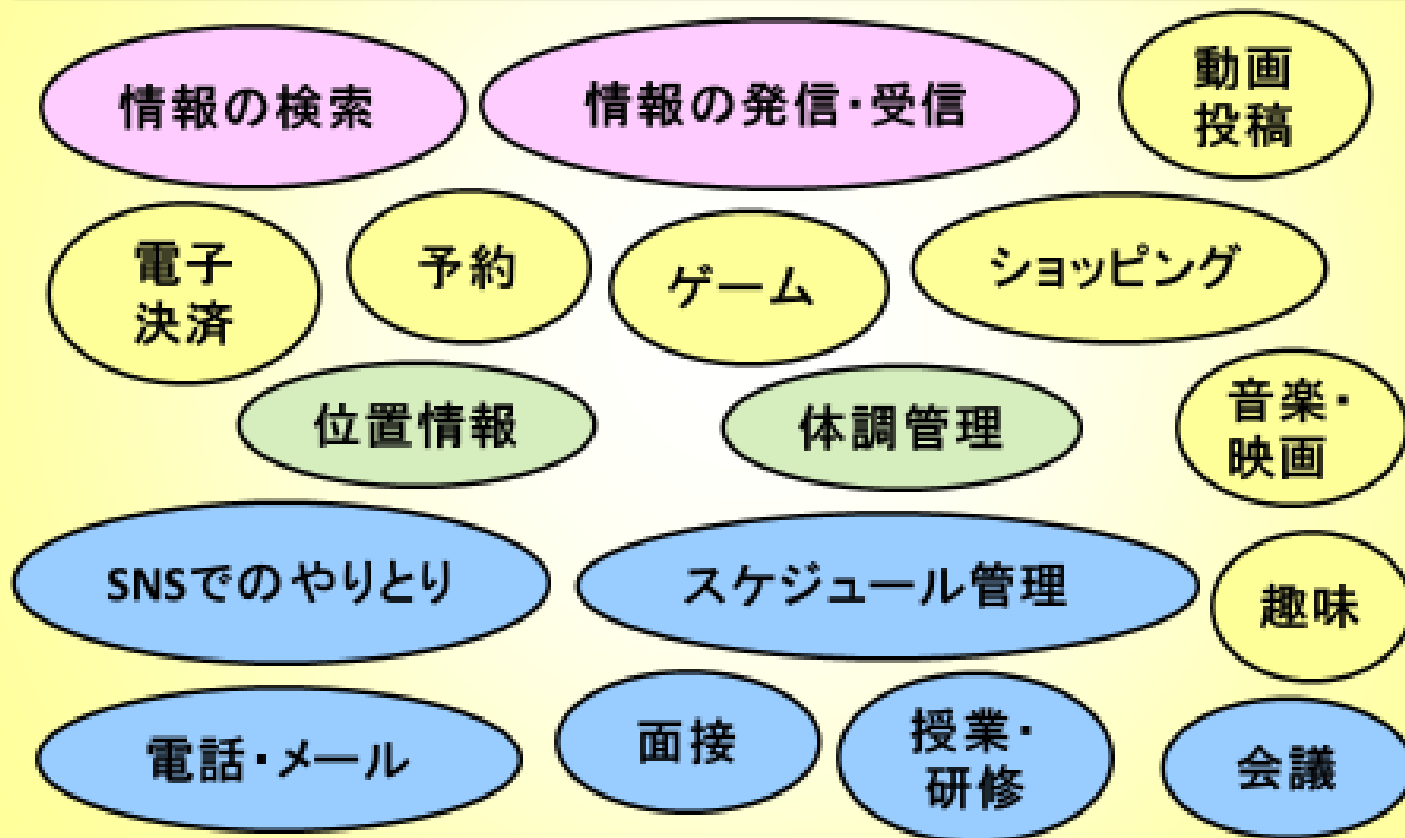 情報の検索
情報の発信・受信
動画
投稿
電子
決済
予約
ゲーム
ショッピング
位置情報
体調管理
音楽・
映画
SNSでのやりとり
スケジュール管理
趣味
電話・メール
面接
授業・
研修
会議